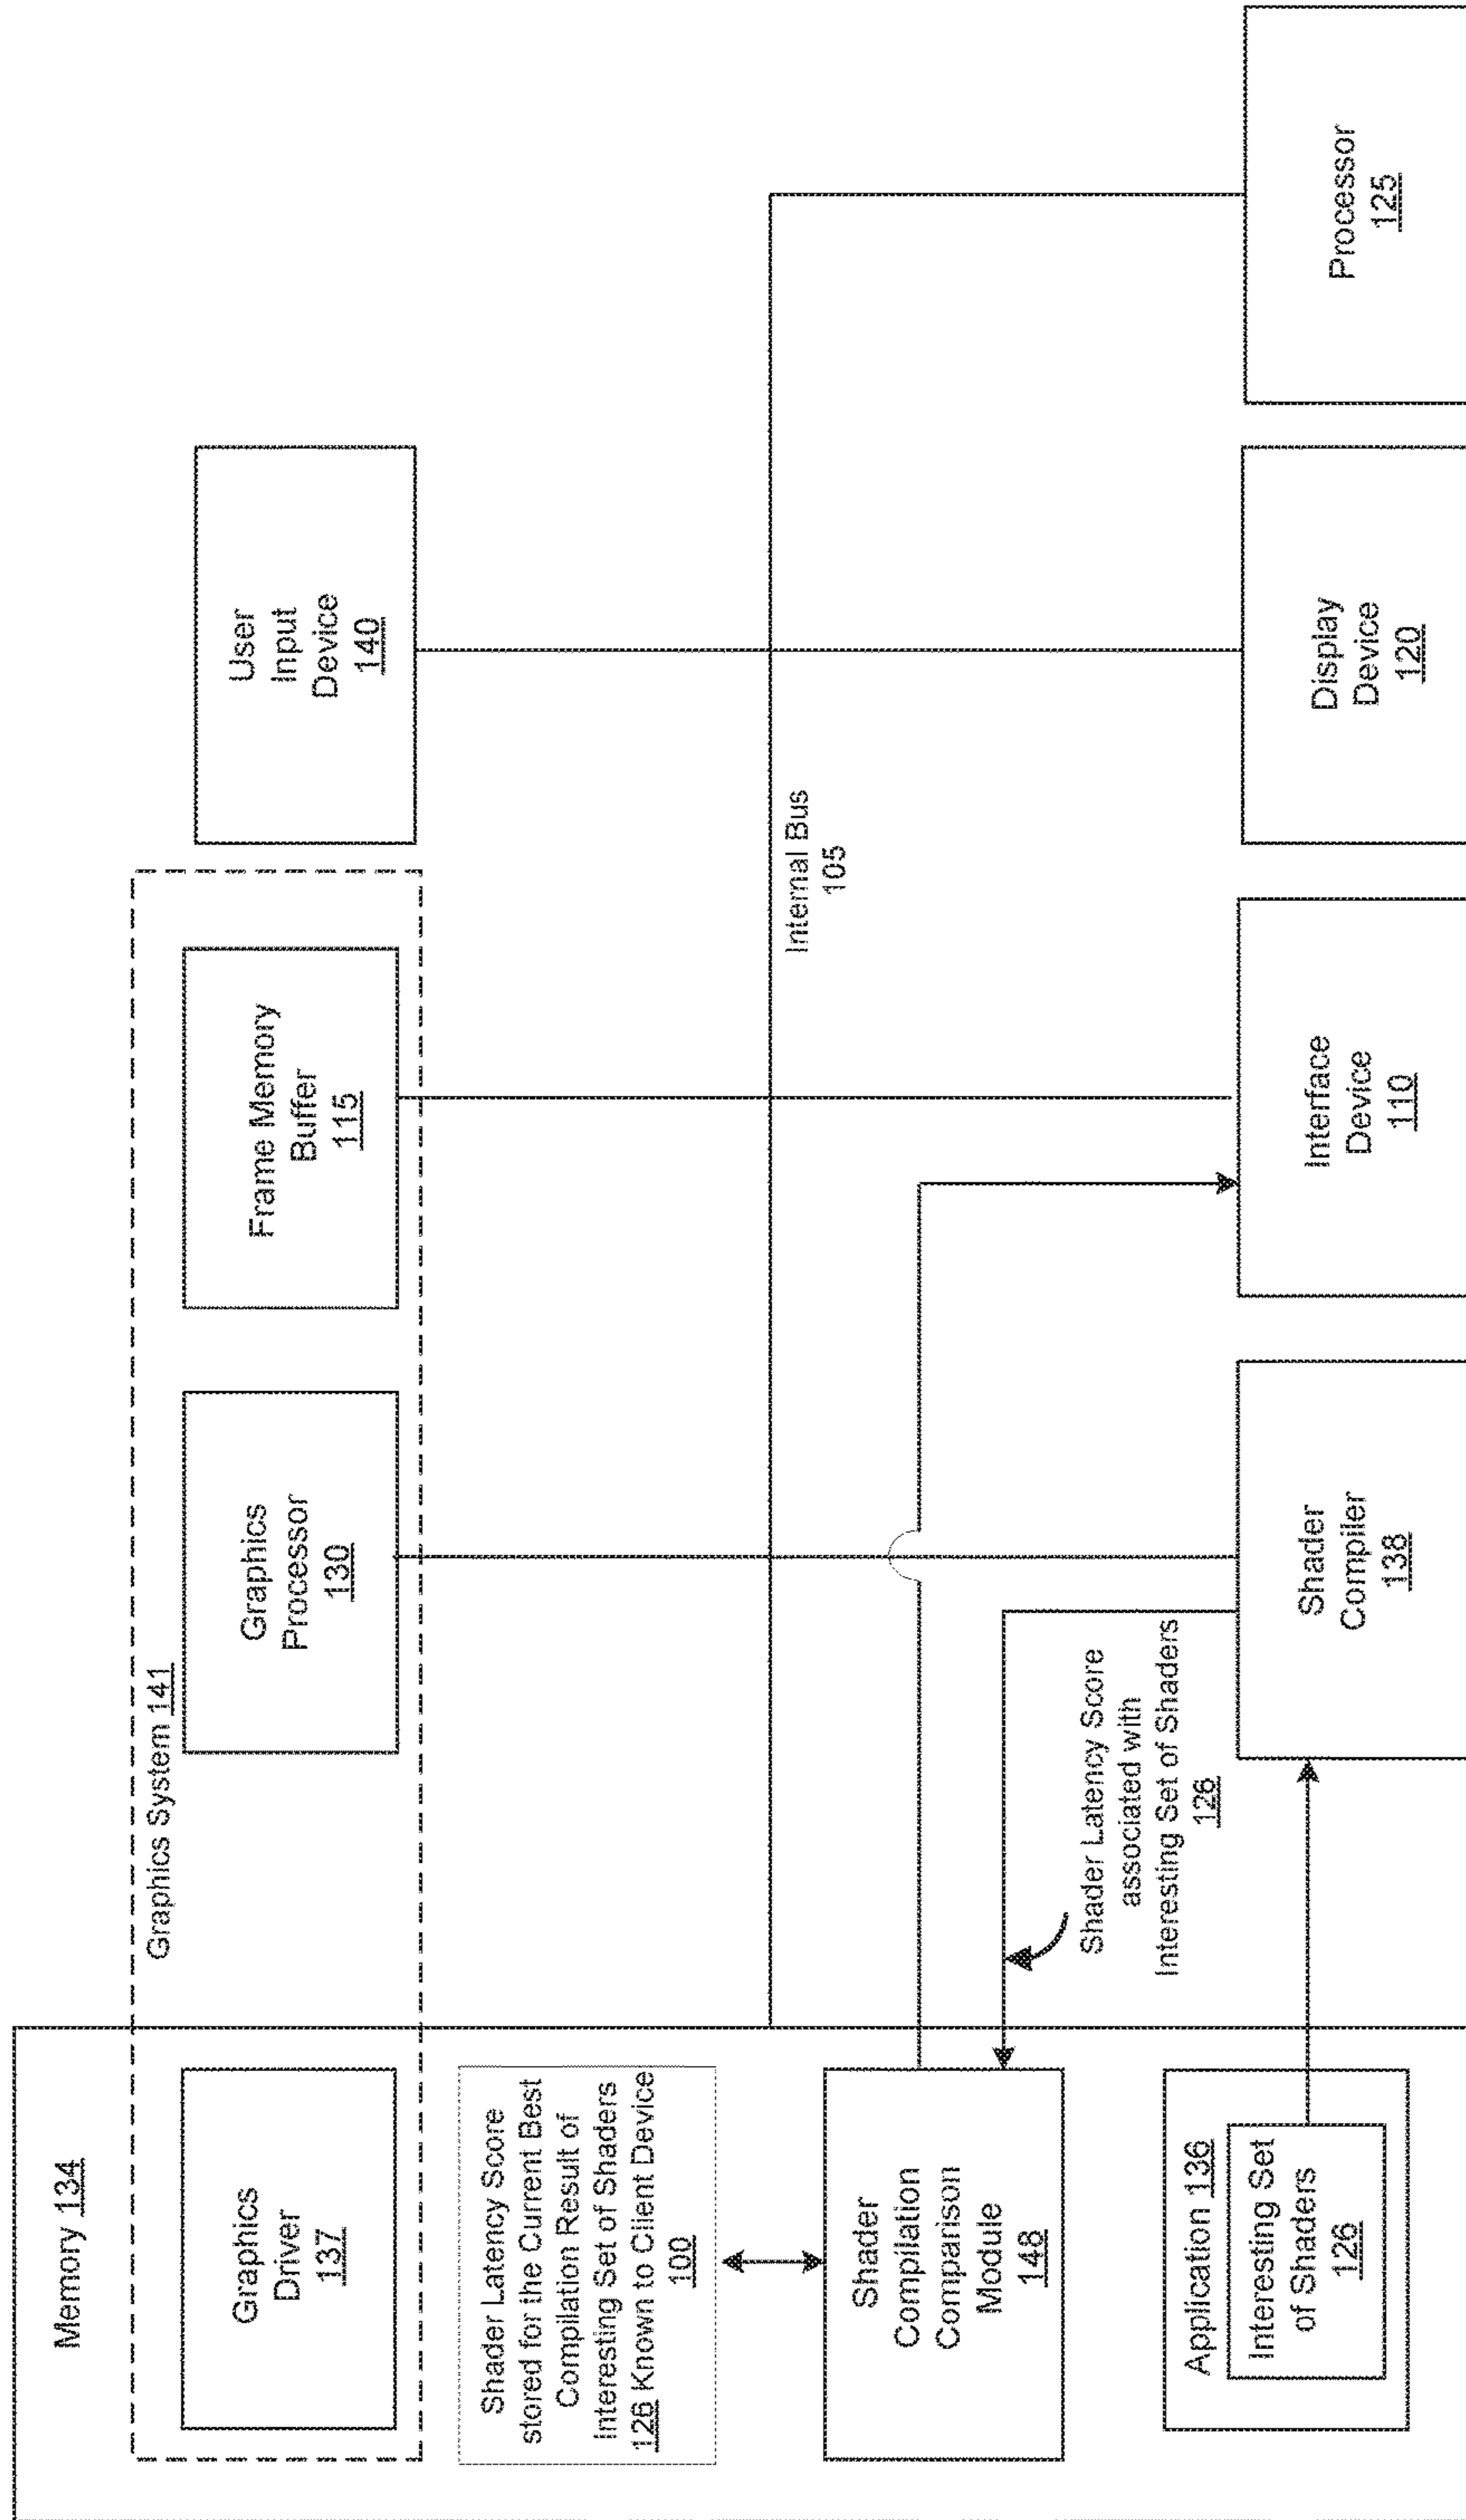 Memory 134
Graphics System 141
Graphics
Driver
137
Graphics
Processor
130
Frame Memory
Buffer
115
User
Input
Device
140
Shader Latency Score
stored for the Current Best
Compilation Result of
Interesting Set of Shaders
126 Known to Client Device
100
Internal Bus
105
Shader
Compilation
Comparison
Module
148
Shader Latency Score
associated with
Interesting Set of Shaders
126
Application 136
Interesting Set
of Shaders
126
Shader
Compiler
138
Interface
Device
110
Display
Device
120
Processor
125